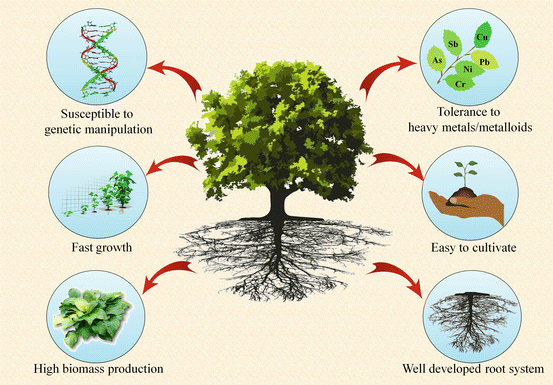 Susceptible to
genetic manipulation
Fast growth
High biomass production
Cu
Sb
As
Pb
Ni
Cr
Tolerance to
heavy metals/metalloids
Easy to cultivate
Well developed root system